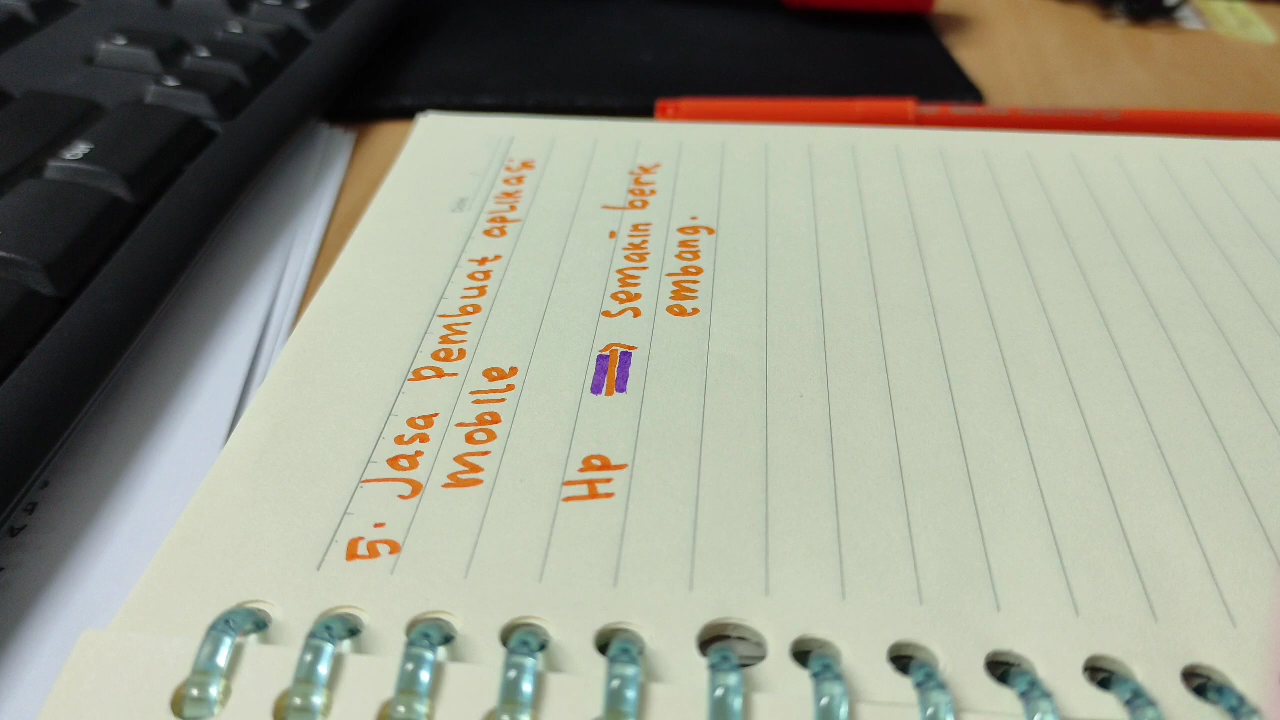 5. Jasa pembuat aplikasi
mobile
Hp ⇒ semakin berk
embang.